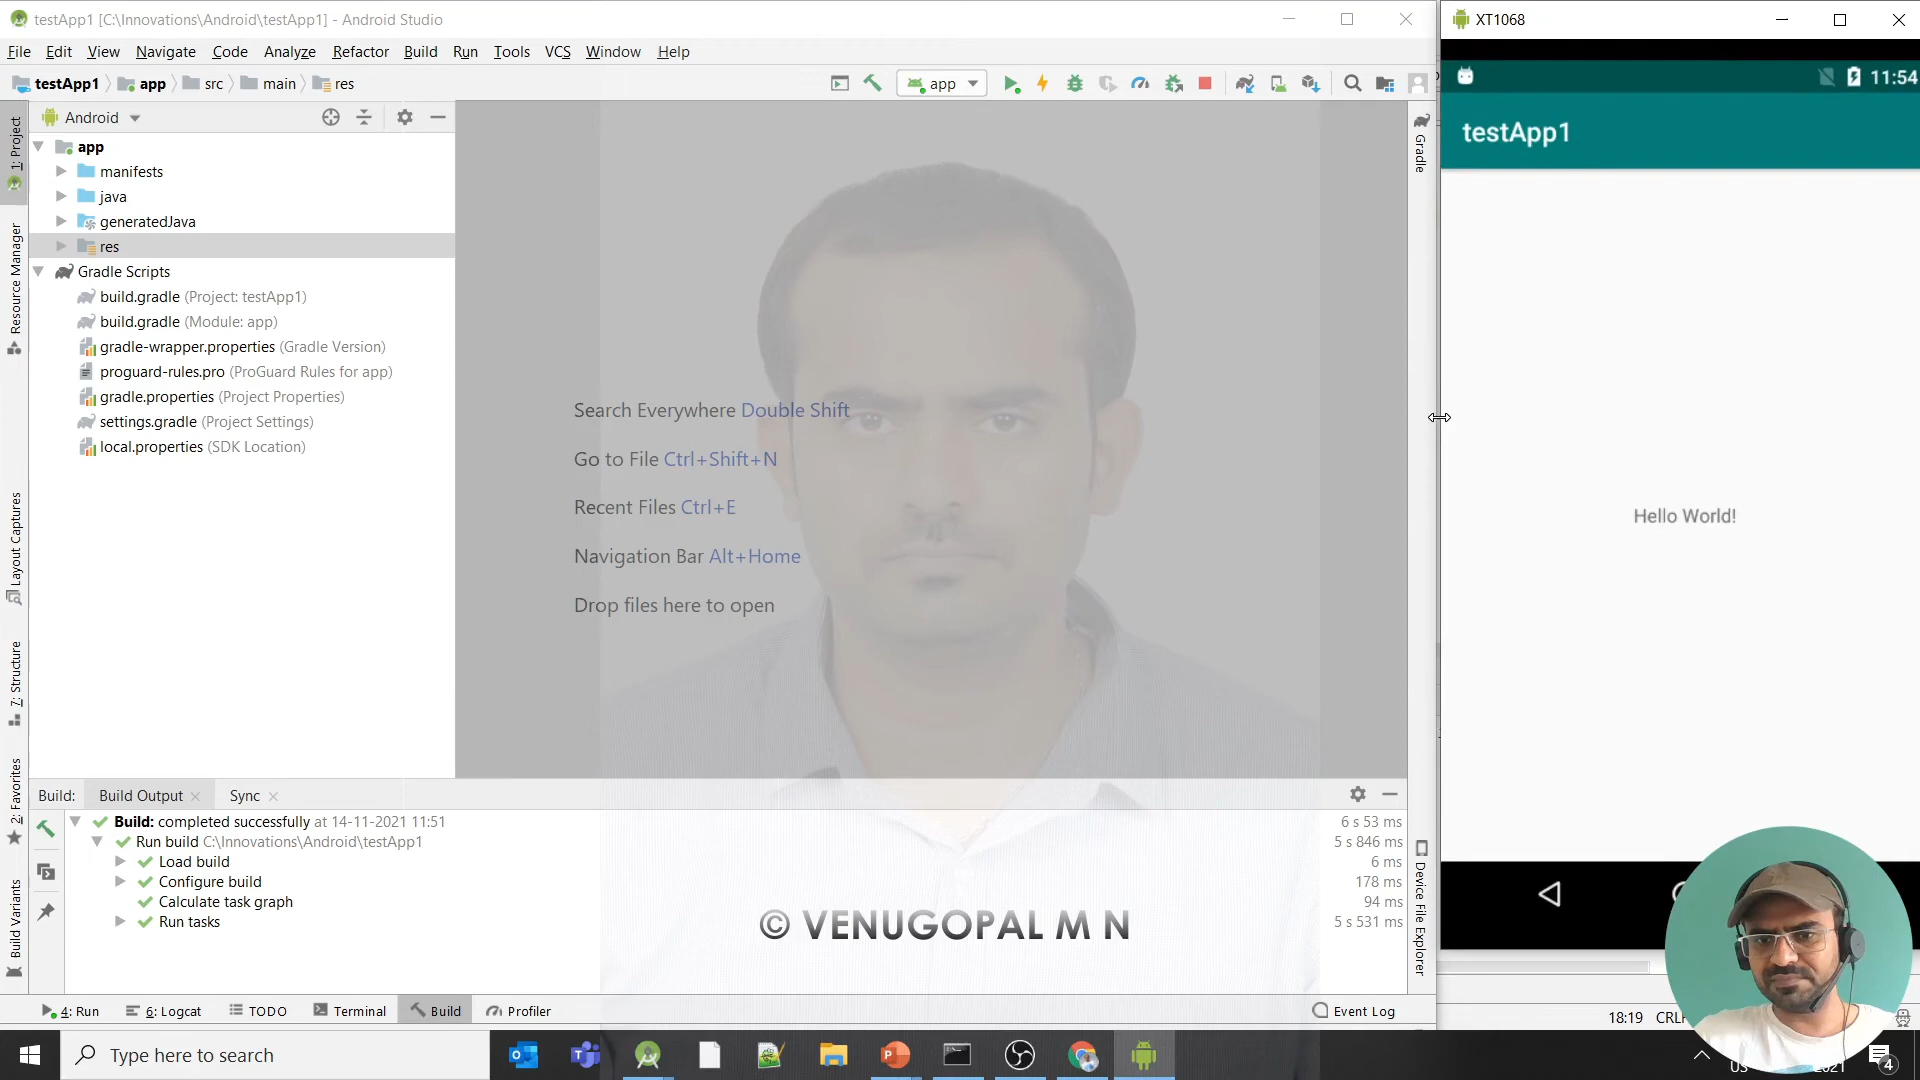 testApp1 [C:\Innovations\Android\testApp1] - Android Studio
File Edit View Navigate Code Analyze Refactor Build Run Tools VCS Window Help
testApp1 app src main res
app
Android
app
manifests
java
generatedJava
res
Gradle Scripts
build.gradle (Project: testApp1)
build.gradle (Module: app)
gradle-wrapper.properties (Gradle Version)
proguard-rules.pro (ProGuard Rules for app)
gradle.properties (Project Properties)
settings.gradle (Project Settings)
local.properties (SDK Location)
1: Project
Resource Manager
Layout Captures
7: Structure
2: Favorites
Build Variants
Search Everywhere Double Shift
Go to File Ctrl+Shift+N
Recent Files Ctrl+E
Navigation Bar Alt+Home
Drop files here to open
Gradle
Device File Explorer
Build: Build Output Sync
Build: completed successfully at 14-11-2021 11:51 6 s 53 ms
Run build C:\Innovations\Android\testApp1 5 s 846 ms
Load build 6 ms
Configure build 178 ms
Calculate task graph 94 ms
Run tasks 5 s 531 ms
© VENUGOPAL M N
4: Run 6: Logcat TODO Terminal Build Profiler Event Log
XT1068
11:54
testApp1
Hello World!
18:19 CRLF
Type here to search
US
2021
4